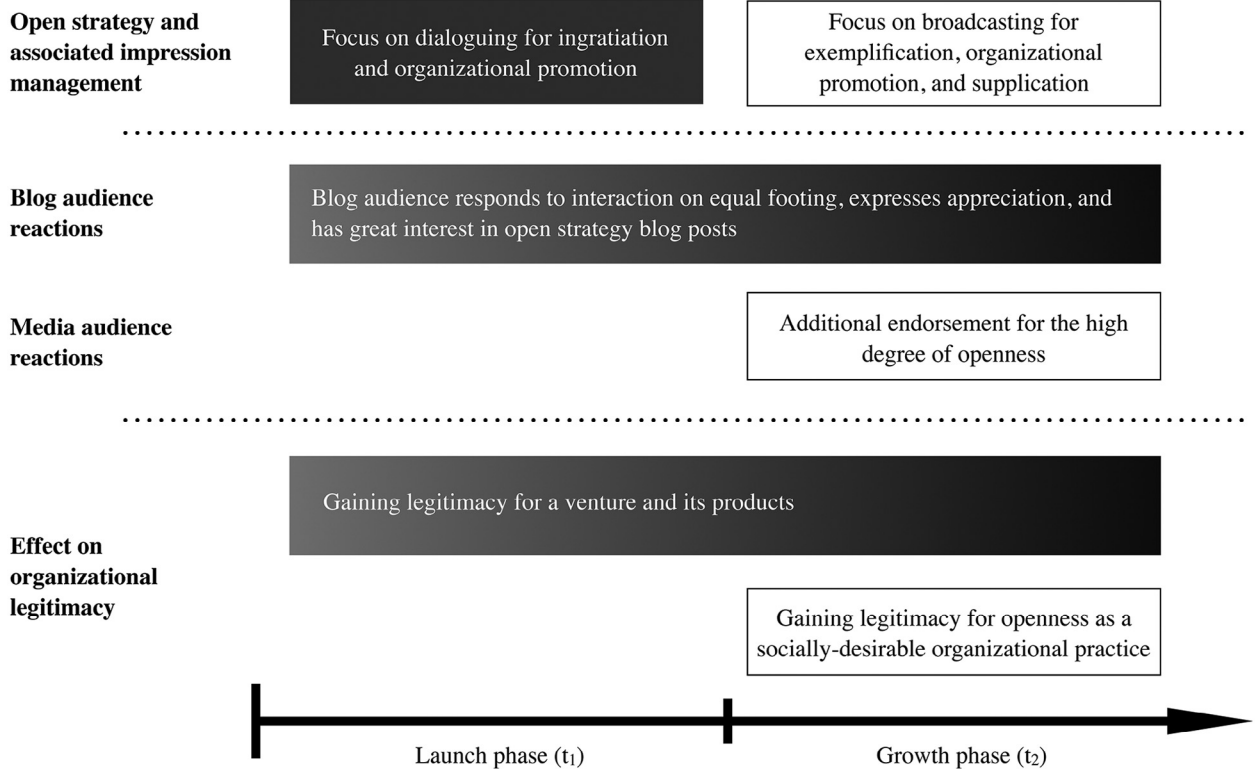 Open strategy and
associated impression
management
Focus on dialoguing for ingratiation
and organizational promotion
Focus on broadcasting for
exemplification, organizational
promotion, and supplication
Blog audience
reactions
Blog audience responds to interaction on equal footing, expresses appreciation, and
has great interest in open strategy blog posts
Media audience
reactions
Additional endorsement for the high
degree of openness
Effect on
organizational
legitimacy
Gaining legitimacy for a venture and its products
Gaining legitimacy for openness as a
socially-desirable organizational practice
Launch phase (t₁)
Growth phase (t₂)